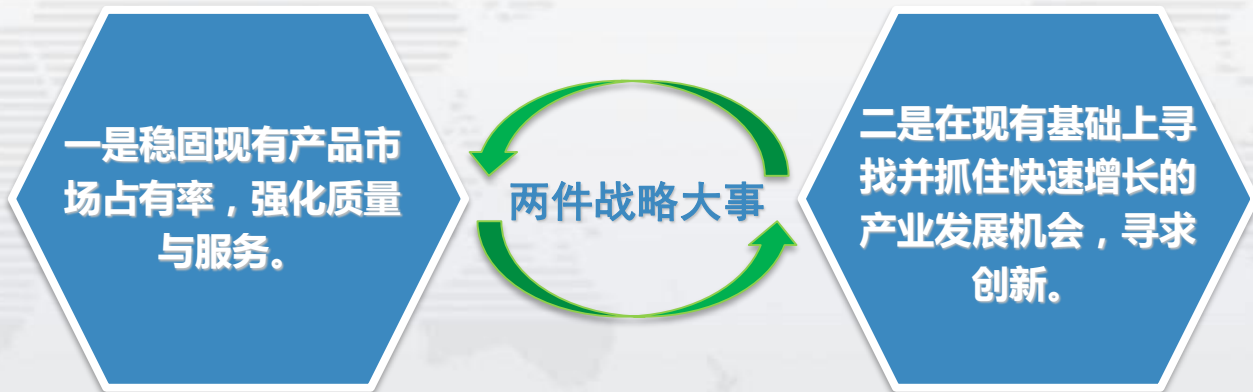 一是稳固现有产品市
场占有率，强化质量
与服务。
两件战略大事
二是在现有基础上寻
找并抓住快速增长的
产业发展机会，寻求
创新。